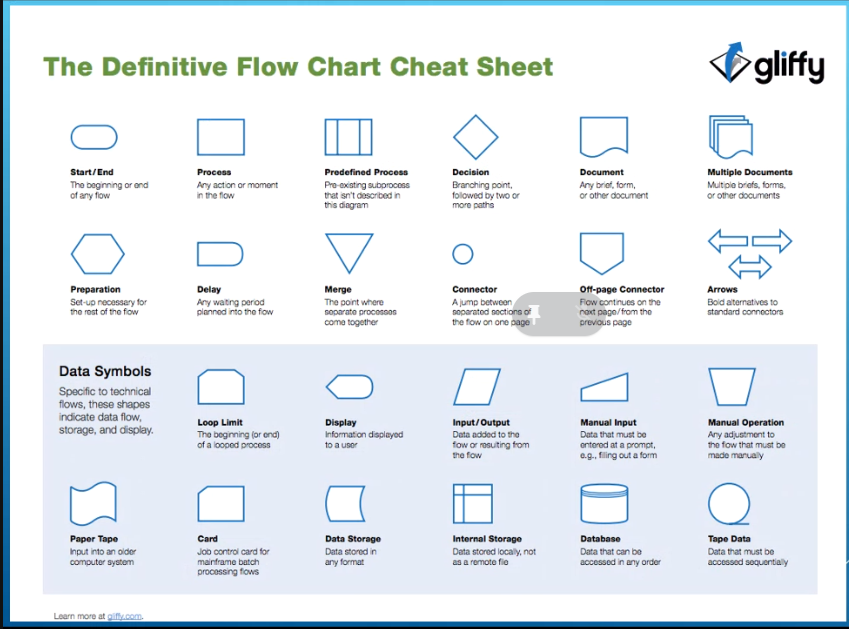 The Definitive Flow Chart Cheat Sheet
gliffy
Start/End
The beginning or end
of any flow
Process
Any action or moment
in the flow
Predefined Process
Pre-existing subprocess
that isn't described in
this diagram
Decision
Branching point,
followed by two or
more paths
Document
Any brief, form,
or other document
Multiple Documents
Multiple briefs, forms,
or other documents
Preparation
Set-up necessary for
the rest of the flow
Delay
Any waiting period
planned into the flow
Merge
The point where
separate processes
come together
Connector
A jump between
separated sections of
the flow on one page
Off-page Connector
Flow continues on the
next page/from the
previous page
Arrows
Bold alternatives to
standard connectors
Data Symbols
Specific to technical
flows, these shapes
indicate data flow,
storage, and display.
Loop Limit
The beginning (or end)
of a looped process
Display
Information displayed
to a user
Input/Output
Data added to the
flow or resulting from
the flow
Manual Input
Data that must be
entered at a prompt,
e.g., filling out a form
Manual Operation
Any adjustment to
the flow that must be
made manually
Paper Tape
Input into an older
computer system
Card
Job control card for
mainframe batch
processing flows
Data Storage
Data stored in
any format
Internal Storage
Data stored locally, not
as a remote file
Database
Data that can be
accessed in any order
Tape Data
Data that must be
accessed sequentially
Learn more at gliffy.com.